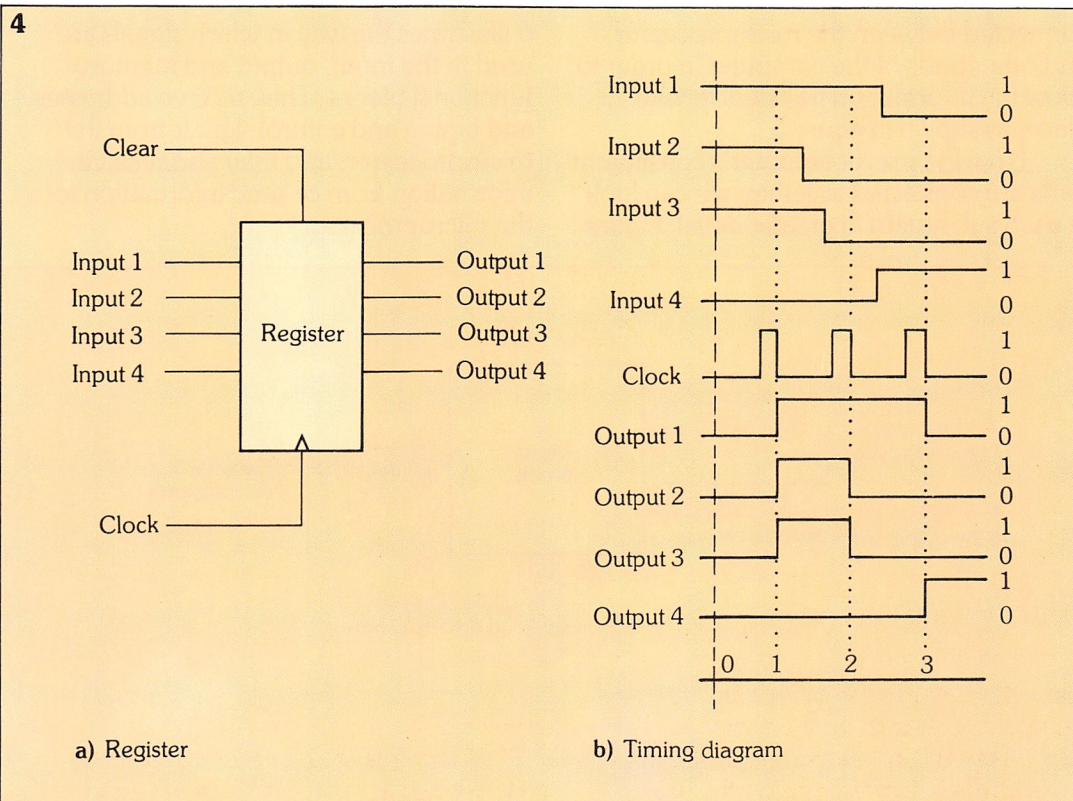 4
Clear
Input 1
Input 2
Input 3
Input 4
Register
Output 1
Output 2
Output 3
Output 4
Clock
a) Register
Input 1
1
0
Input 2
1
0
Input 3
1
0
Input 4
1
0
Clock
1
0
Output 1
1
0
Output 2
1
0
Output 3
1
0
Output 4
1
0
0 1 2 3
b) Timing diagram